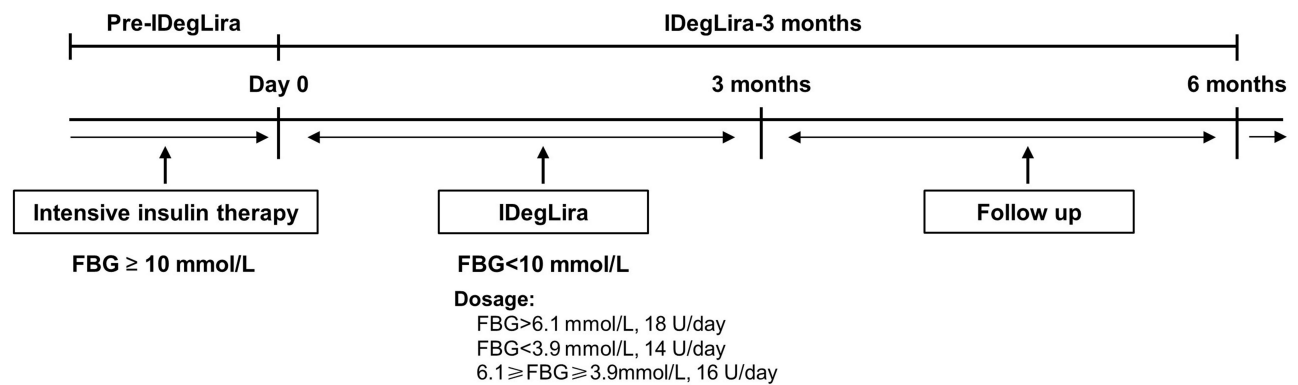 Pre-IDegLira
IDegLira-3 months
Day 0
3 months
6 months
Intensive insulin therapy
IDegLira
Follow up
FBG ≥ 10 mmol/L
FBG<10 mmol/L
Dosage:
FBG>6.1 mmol/L, 18 U/day
FBG<3.9 mmol/L, 14 U/day
6.1⩾FBG⩾3.9mmol/L, 16 U/day